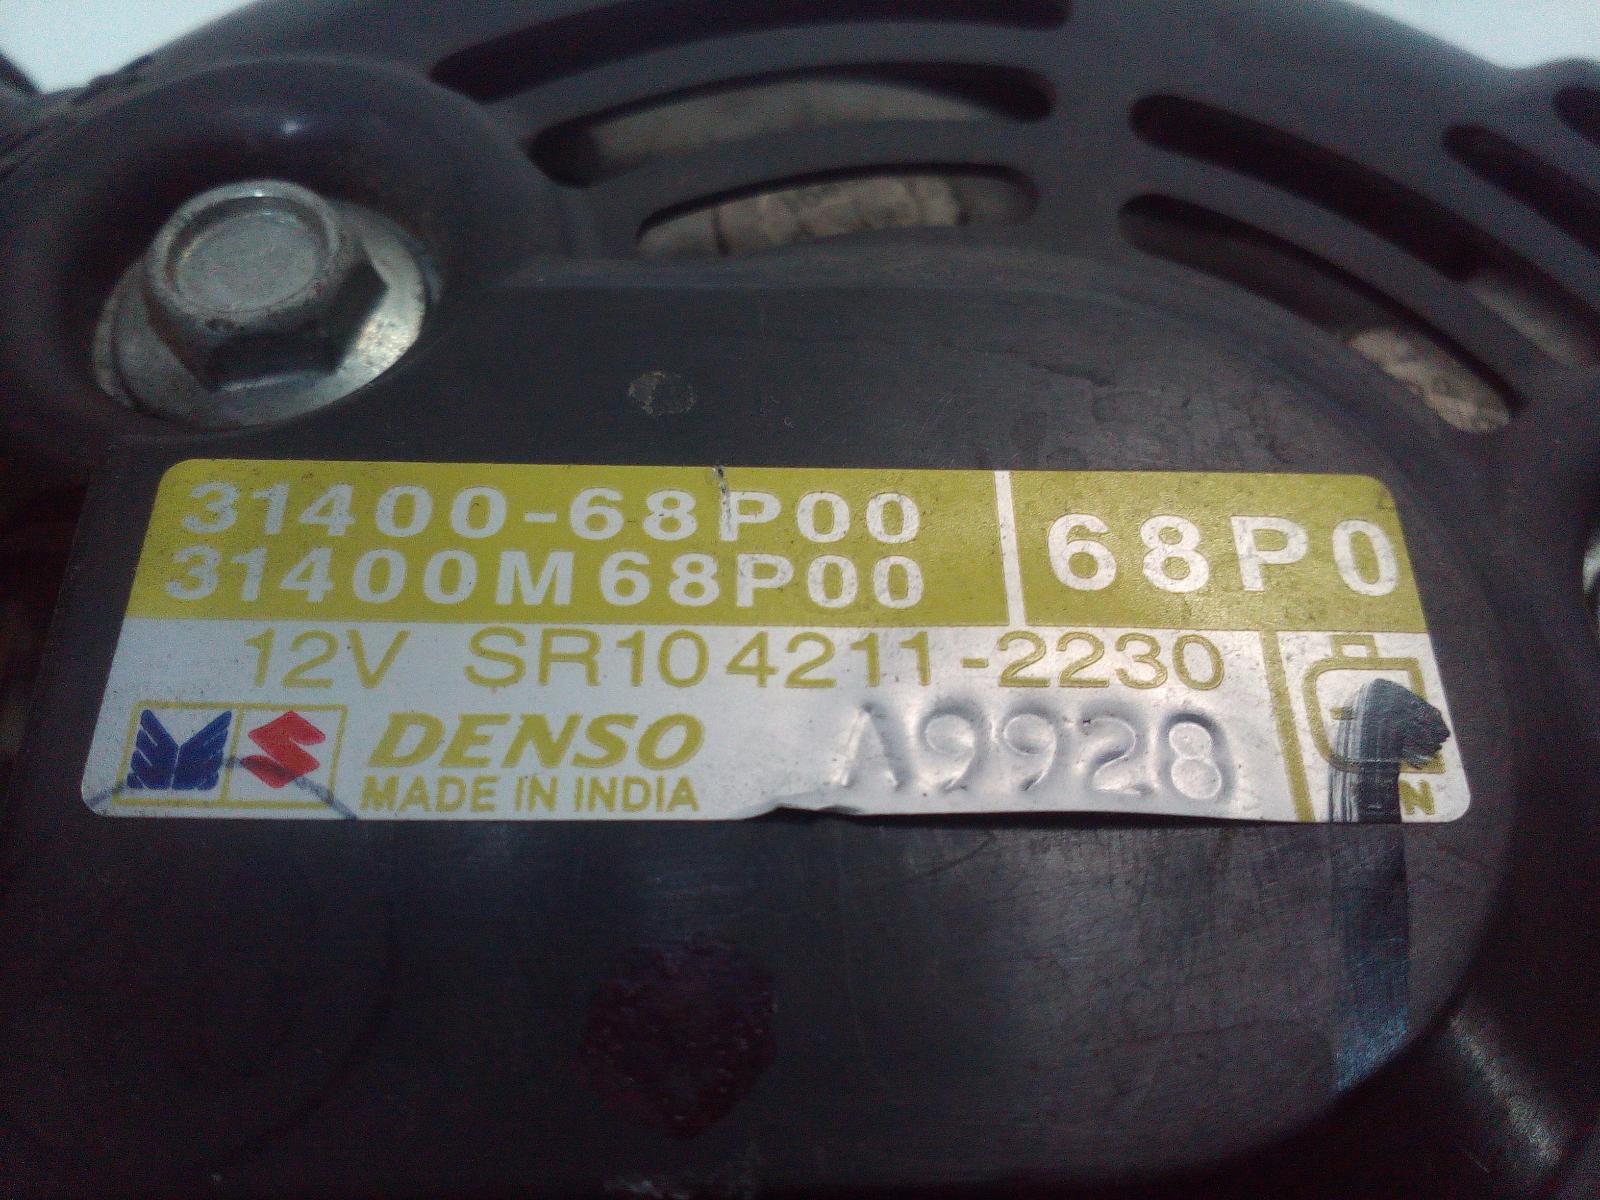 31400-68P00
31400M68P00
68P0
12V SR10 4211-2230
DENSO
MADE IN INDIA
A9928